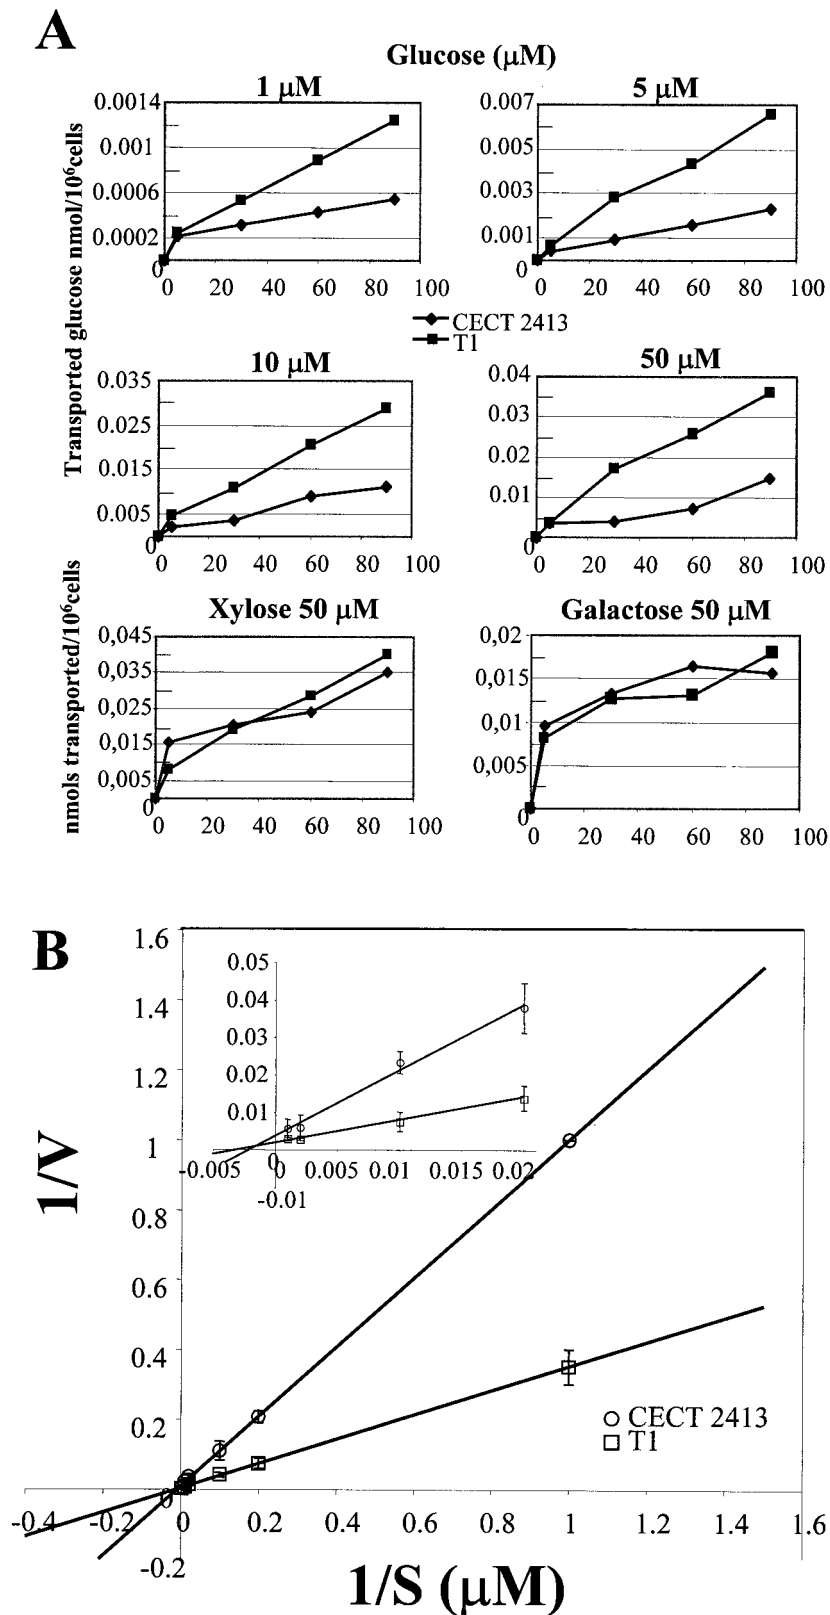 A
Glucose (μM)
1 μM
5 μM
Transported glucose nmol/10⁶cells
0.0014
0.001
0.0006
0.0002
0
0 20 40 60 80 100
0.007
0.005
0.003
0.001
0
0 20 40 60 80 100
CECT 2413
T1
10 μM
50 μM
0.035
0.025
0.015
0.005
0
0 20 40 60 80 100
0.04
0.03
0.02
0.01
0
0 20 40 60 80 100
nmols transported/10⁶cells
Xylose 50 μM
Galactose 50 μM
0,045
0,035
0,025
0,015
0,005
0
0 20 40 60 80 100
0,02
0,015
0,01
0,005
0
0 20 40 60 80 100
B
1/V
1.6
1.4
1.2
1
0.8
0.6
0.4
0.2
0
-0.2
0.05
0.04
0.03
0.02
0.01
-0.005 0 0.005 0.01 0.015 0.02
-0.01
CECT 2413
T1
-0.4 -0.2 0 0.2 0.4 0.6 0.8 1 1.2 1.4 1.6
1/S (μM)